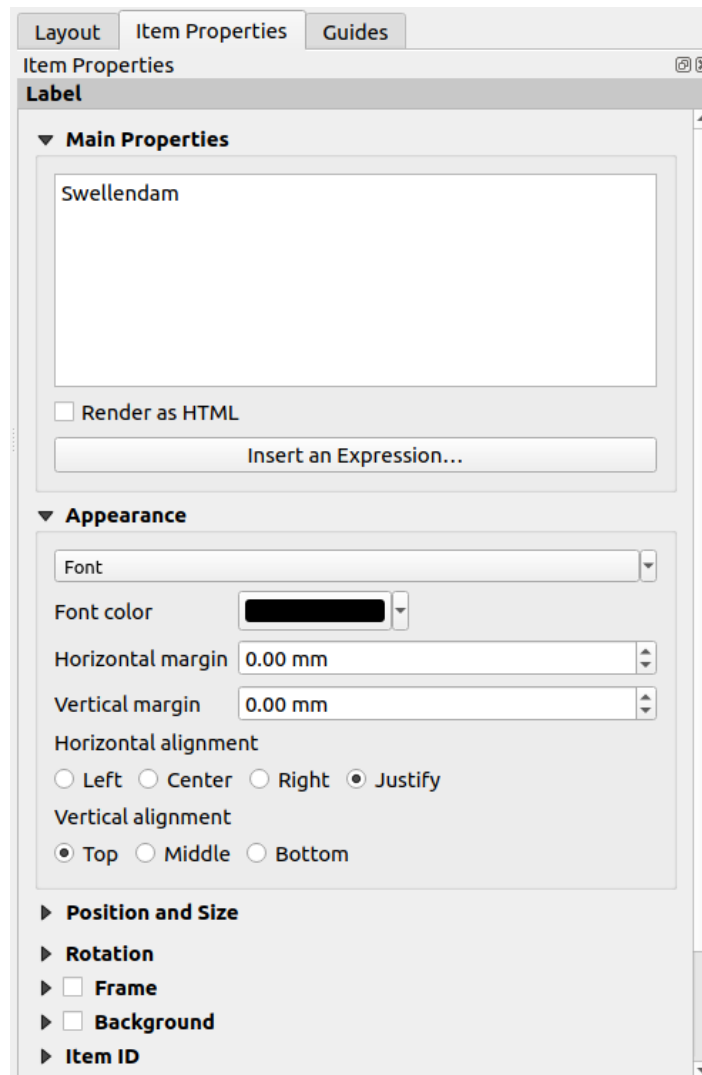 Layout Item Properties Guides
Item Properties
Label
Main Properties
Swellendam
Render as HTML
Insert an Expression...
Appearance
Font
Font color
Horizontal margin 0.00 mm
Vertical margin 0.00 mm
Horizontal alignment
Left Center Right Justify
Vertical alignment
Top Middle Bottom
Position and Size
Rotation
Frame
Background
Item ID